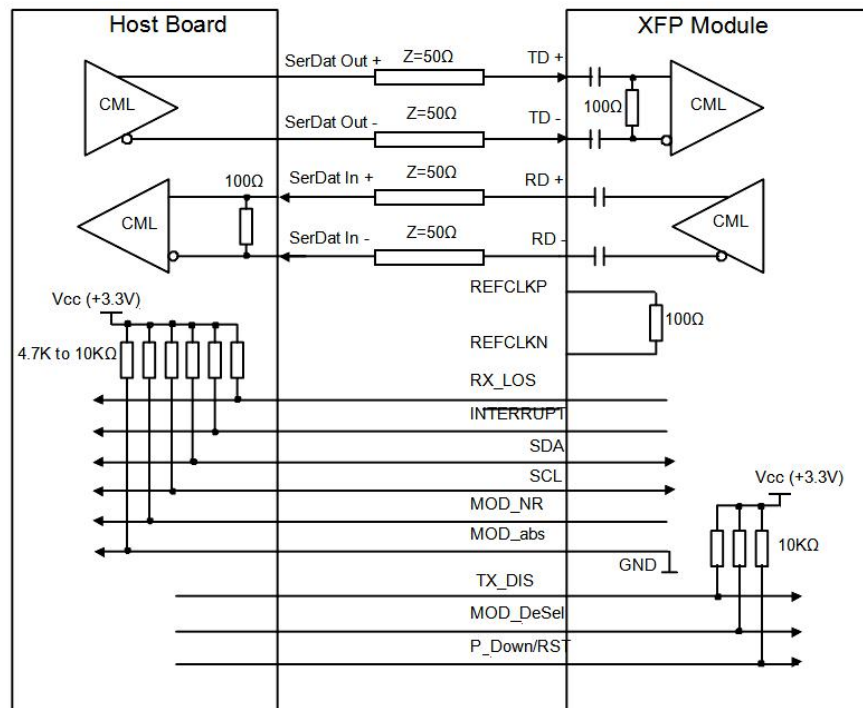 Host Board
XFP Module
SerDat Out +
Z=50Ω
TD +
CML
100Ω
CML
SerDat Out -
Z=50Ω
TD -
SerDat In +
Z=50Ω
RD +
100Ω
CML
CML
SerDat In -
Z=50Ω
RD -
REFCLKP
Vcc (+3.3V)
100Ω
REFCLKN
4.7K to 10KΩ
RX_LOS
INTERRUPT
SDA
SCL
Vcc (+3.3V)
MOD_NR
MOD_abs
10KΩ
GND
TX_DIS
MOD_DeSel
P_Down/RST